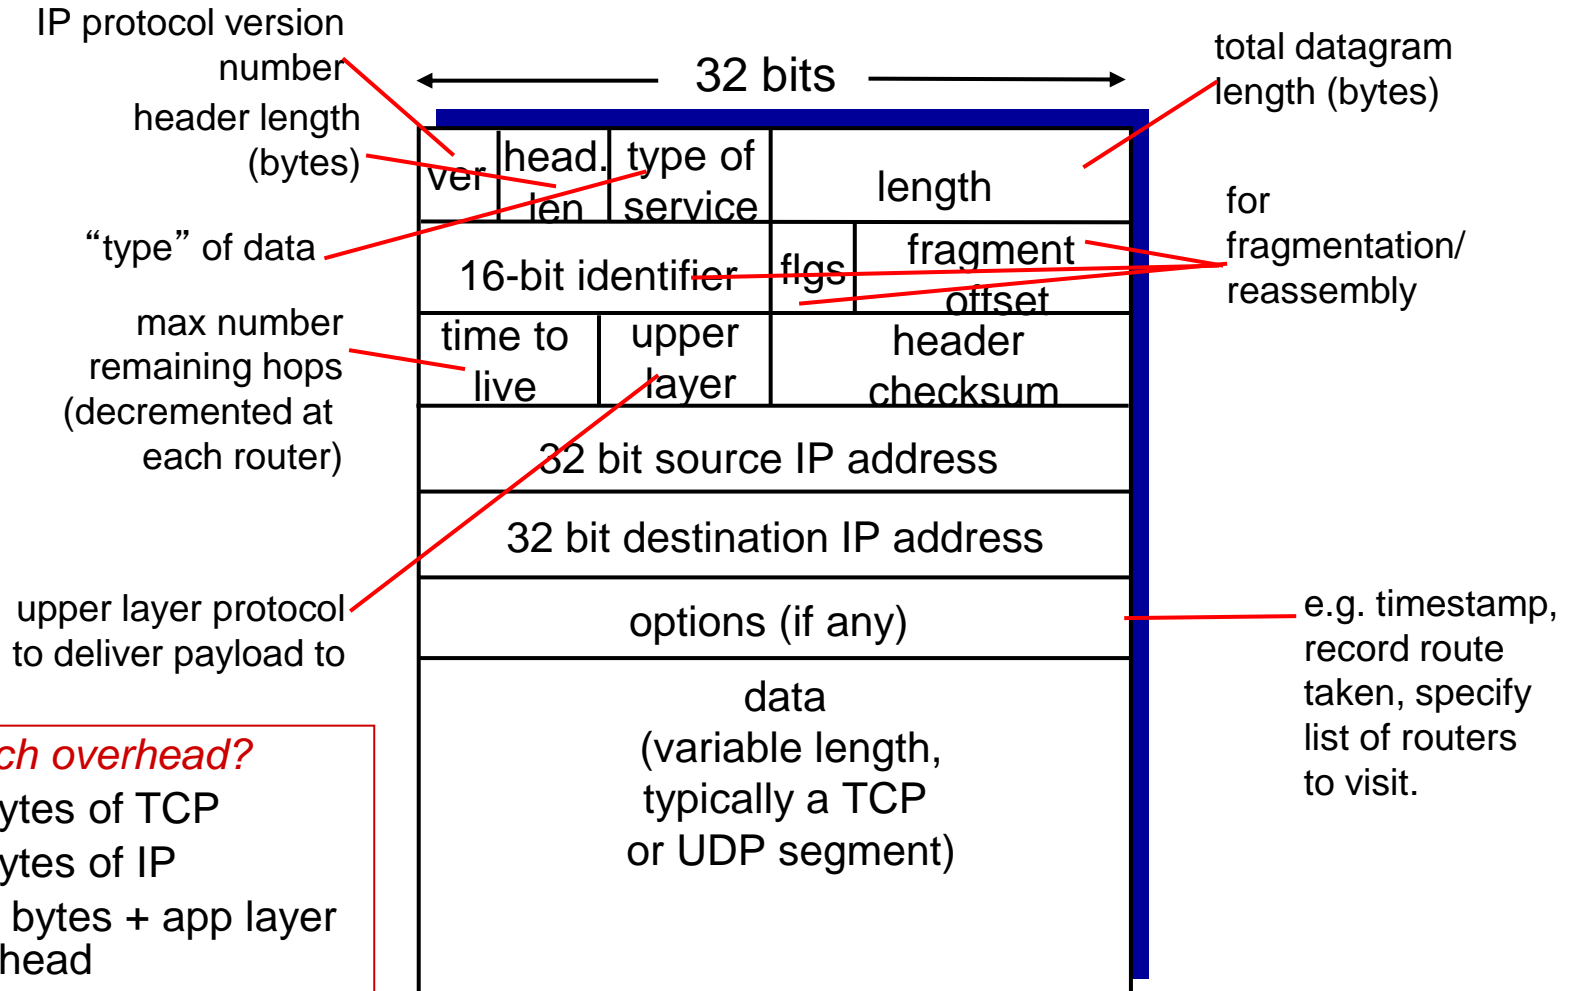 IP protocol version
number
32 bits
total datagram
length (bytes)
header length
(bytes)
ver
head.
len
type of
service
length
for
fragmentation/
reassembly
“type” of data
16-bit identifier
flgs
fragment
offset
max number
remaining hops
(decremented at
each router)
time to
live
upper
layer
header
checksum
32 bit source IP address
32 bit destination IP address
upper layer protocol
to deliver payload to
options (if any)
e.g. timestamp,
record route
taken, specify
list of routers
to visit.
data
(variable length,
typically a TCP
or UDP segment)
overhead?
of TCP
of IP
bytes + app layer
head